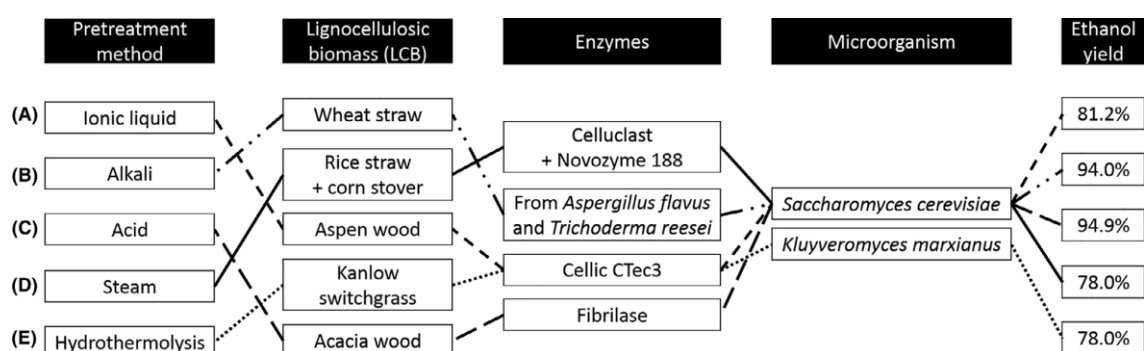 Pretreatment
method
Lignocellulosic
biomass (LCB)
Enzymes
Microorganism
Ethanol
yield
(A)
Ionic liquid
(B)
Alkali
(C)
Acid
(D)
Steam
(E)
Hydrothermolysis
Wheat straw
Rice straw
+ corn stover
Aspen wood
Kanlow
switchgrass
Acacia wood
Celluclast
+ Novozyme 188
From Aspergillus flavus
and Trichoderma reesei
Cellic CTec3
Fibrilase
Saccharomyces cerevisiae
Kluyveromyces marxianus
81.2%
94.0%
94.9%
78.0%
78.0%